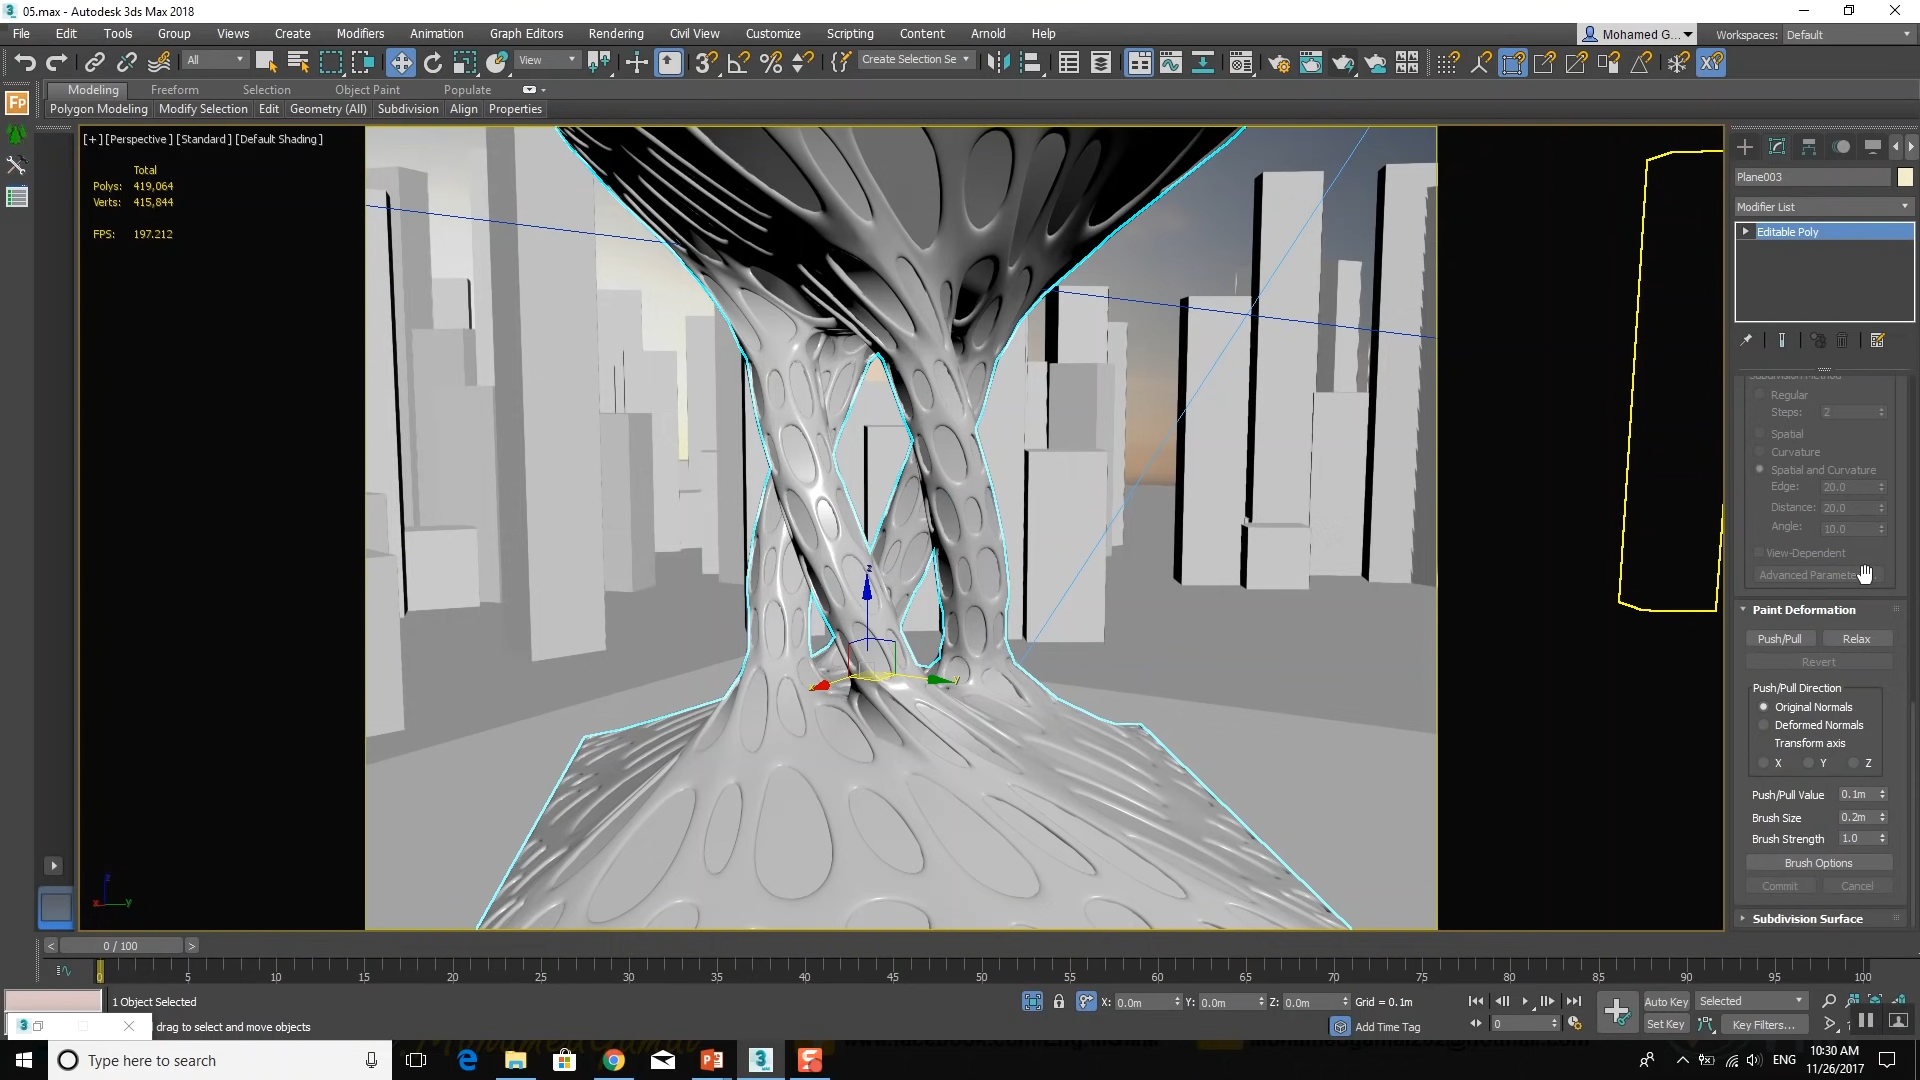 05.max - Autodesk 3ds Max 2018
File Edit Tools Group Views Create Modifiers Animation Graph Editors Rendering Civil View Customize Scripting Content Arnold Help
Mohamed G... Workspaces: Default
All View Create Selection Se
Modeling Freeform Selection Object Paint Populate
Polygon Modeling Modify Selection Edit Geometry (All) Subdivision Align Properties
[+] [Perspective] [Standard] [Default Shading]
Total
Polys: 419,064
Verts: 415,844
FPS: 197.212
Plane003
Modifier List
Editable Poly
Subdivision Method
Regular
Steps: 2
Spatial
Curvature
Spatial and Curvature
Edge: 20.0
Distance: 20.0
Angle: 10.0
View-Dependent
Advanced Paramete
Paint Deformation
Push/Pull Relax
Revert
Push/Pull Direction
Original Normals
Deformed Normals
Transform axis
X Y Z
Push/Pull Value 0.1m
Brush Size 0.2m
Brush Strength 1.0
Brush Options
Commit Cancel
Subdivision Surface
z
y
x y
z
0 / 100
0 5 10 15 20 25 30 35 40 45 50 55 60 65 70 75 80 85 90 95 100
1 Object Selected
X: 0.0m Y: 0.0m Z: 0.0m Grid = 0.1m
Auto Key Selected
drag to select and move objects
Add Time Tag
0
Set Key Key Filters...
Type here to search
ENG
10:30 AM
11/26/2017